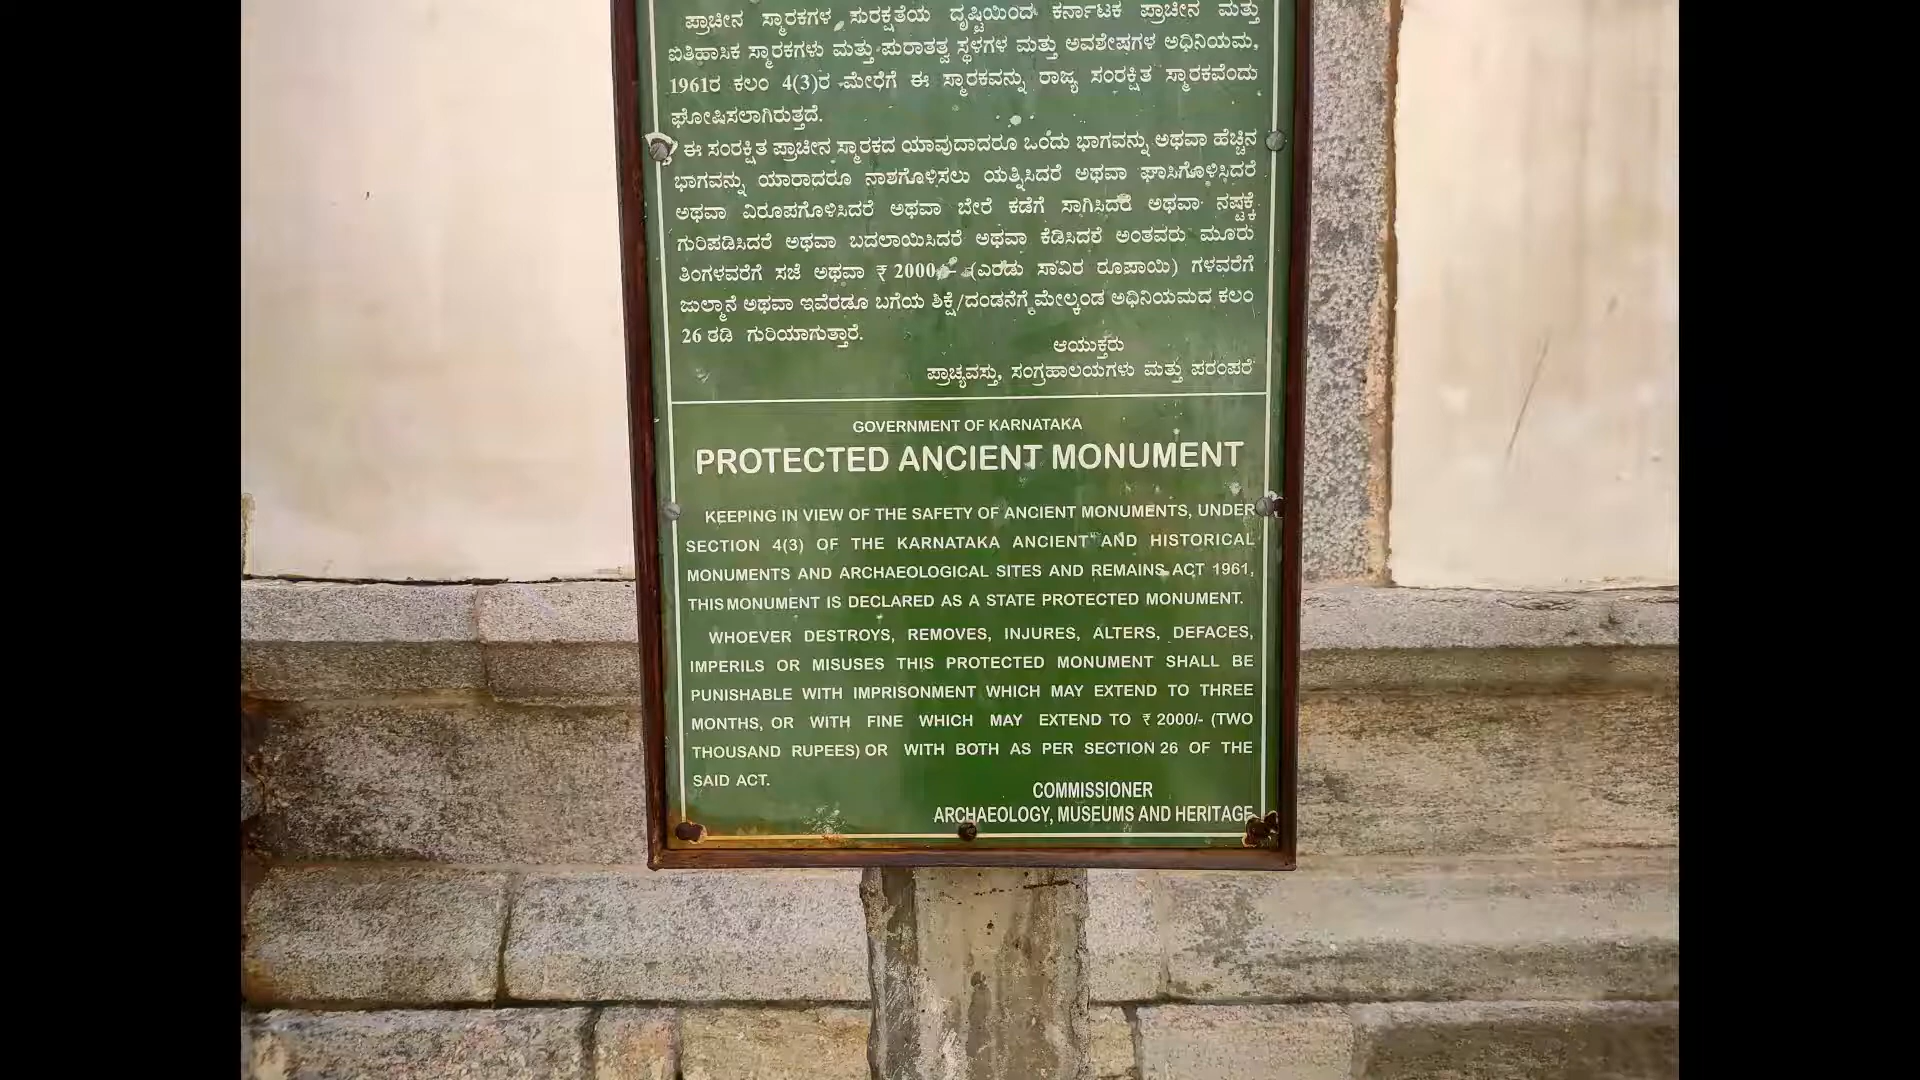 ಪ್ರಾಚೀನ ಸ್ಮಾರಕಗಳ ಸುರಕ್ಷತೆಯ ದೃಷ್ಟಿಯಿಂದ ಕರ್ನಾಟಕ ಪ್ರಾಚೀನ ಮತ್ತು
ಐತಿಹಾಸಿಕ ಸ್ಮಾರಕಗಳು ಮತ್ತು ಪುರಾತತ್ವ ಸ್ಥಳಗಳ ಮತ್ತು ಅವಶೇಷಗಳ ಅಧಿನಿಯಮ,
1961ರ ಕಲಂ 4(3)ರ ಮೇರೆಗೆ ಈ ಸ್ಮಾರಕವನ್ನು ರಾಜ್ಯ ಸಂರಕ್ಷಿತ ಸ್ಮಾರಕವೆಂದು
ಘೋಷಿಸಲಾಗಿರುತ್ತದೆ.
ಈ ಸಂರಕ್ಷಿತ ಪ್ರಾಚೀನ ಸ್ಮಾರಕದ ಯಾವುದಾದರೂ ಒಂದು ಭಾಗವನ್ನು ಅಥವಾ ಹೆಚ್ಚಿನ
ಭಾಗವನ್ನು ಯಾರಾದರೂ ನಾಶಗೊಳಿಸಲು ಯತ್ನಿಸಿದರೆ ಅಥವಾ ಘಾಸಿಗೊಳಿಸಿದರೆ
ಅಥವಾ ವಿರೂಪಗೊಳಿಸಿದರೆ ಅಥವಾ ಬೇರೆ ಕಡೆಗೆ ಸಾಗಿಸಿದರೆ ಅಥವಾ ನಷ್ಟಕ್ಕೆ
ಗುರಿಪಡಿಸಿದರೆ ಅಥವಾ ಬದಲಾಯಿಸಿದರೆ ಅಥವಾ ಕೆಡಿಸಿದರೆ ಅಂತವರು ಮೂರು
ತಿಂಗಳವರೆಗೆ ಸಜೆ ಅಥವಾ ₹ 2000/- (ಎರಡು ಸಾವಿರ ರೂಪಾಯಿ) ಗಳವರೆಗೆ
ಜುಲ್ಮಾನೆ ಅಥವಾ ಇವೆರಡೂ ಬಗೆಯ ಶಿಕ್ಷೆ/ದಂಡನೆಗೆ ಮೇಲ್ಕಂಡ ಅಧಿನಿಯಮದ ಕಲಂ
26 ರಡಿ ಗುರಿಯಾಗುತ್ತಾರೆ.
ಆಯುಕ್ತರು
ಪ್ರಾಚ್ಯವಸ್ತು, ಸಂಗ್ರಹಾಲಯಗಳು ಮತ್ತು ಪರಂಪರೆ
GOVERNMENT OF KARNATAKA
PROTECTED ANCIENT MONUMENT
KEEPING IN VIEW OF THE SAFETY OF ANCIENT MONUMENTS, UNDER
SECTION 4(3) OF THE KARNATAKA ANCIENT AND HISTORICAL
MONUMENTS AND ARCHAEOLOGICAL SITES AND REMAINS ACT 1961,
THIS MONUMENT IS DECLARED AS A STATE PROTECTED MONUMENT.
WHOEVER DESTROYS, REMOVES, INJURES, ALTERS, DEFACES,
IMPERILS OR MISUSES THIS PROTECTED MONUMENT SHALL BE
PUNISHABLE WITH IMPRISONMENT WHICH MAY EXTEND TO THREE
MONTHS, OR WITH FINE WHICH MAY EXTEND TO ₹ 2000/- (TWO
THOUSAND RUPEES) OR WITH BOTH AS PER SECTION 26 OF THE
SAID ACT.
COMMISSIONER
ARCHAEOLOGY, MUSEUMS AND HERITAGE